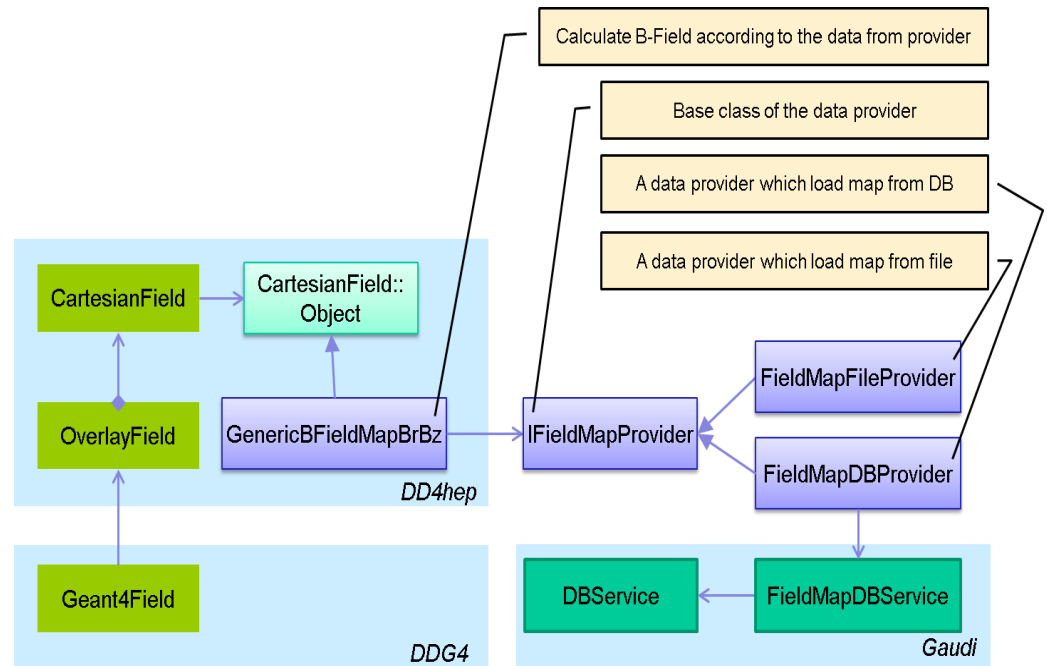 Calculate B-Field according to the data from provider
Base class of the data provider
A data provider which load map from DB
A data provider which load map from file
CartesianField
CartesianField::
Object
FieldMapFileProvider
OverlayField
GenericBFieldMapBrBz
IFieldMapProvider
FieldMapDBProvider
DD4hep
Geant4Field
DBService
FieldMapDBService
DDG4
Gaudi